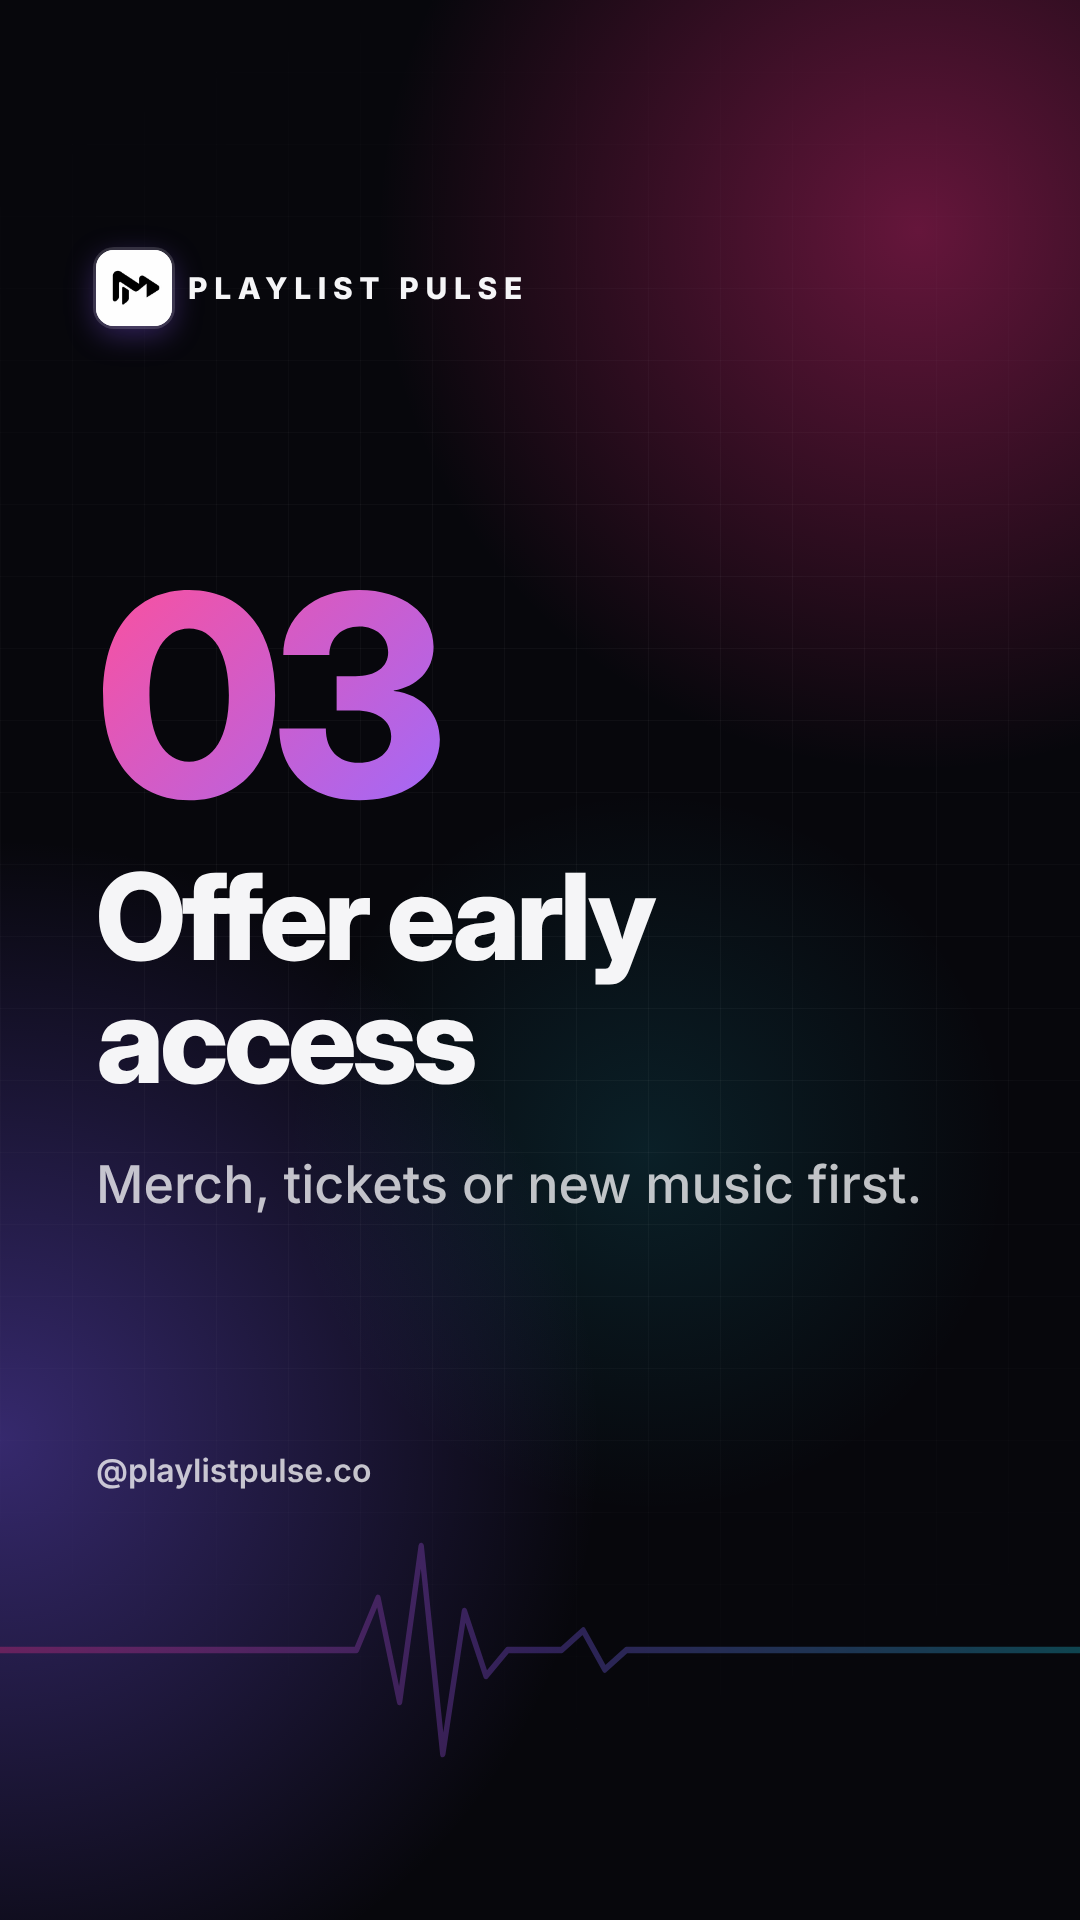 PLAYLIST PULSE
03
Offer early
access
Merch, tickets or new music first.
@playlistpulse.co